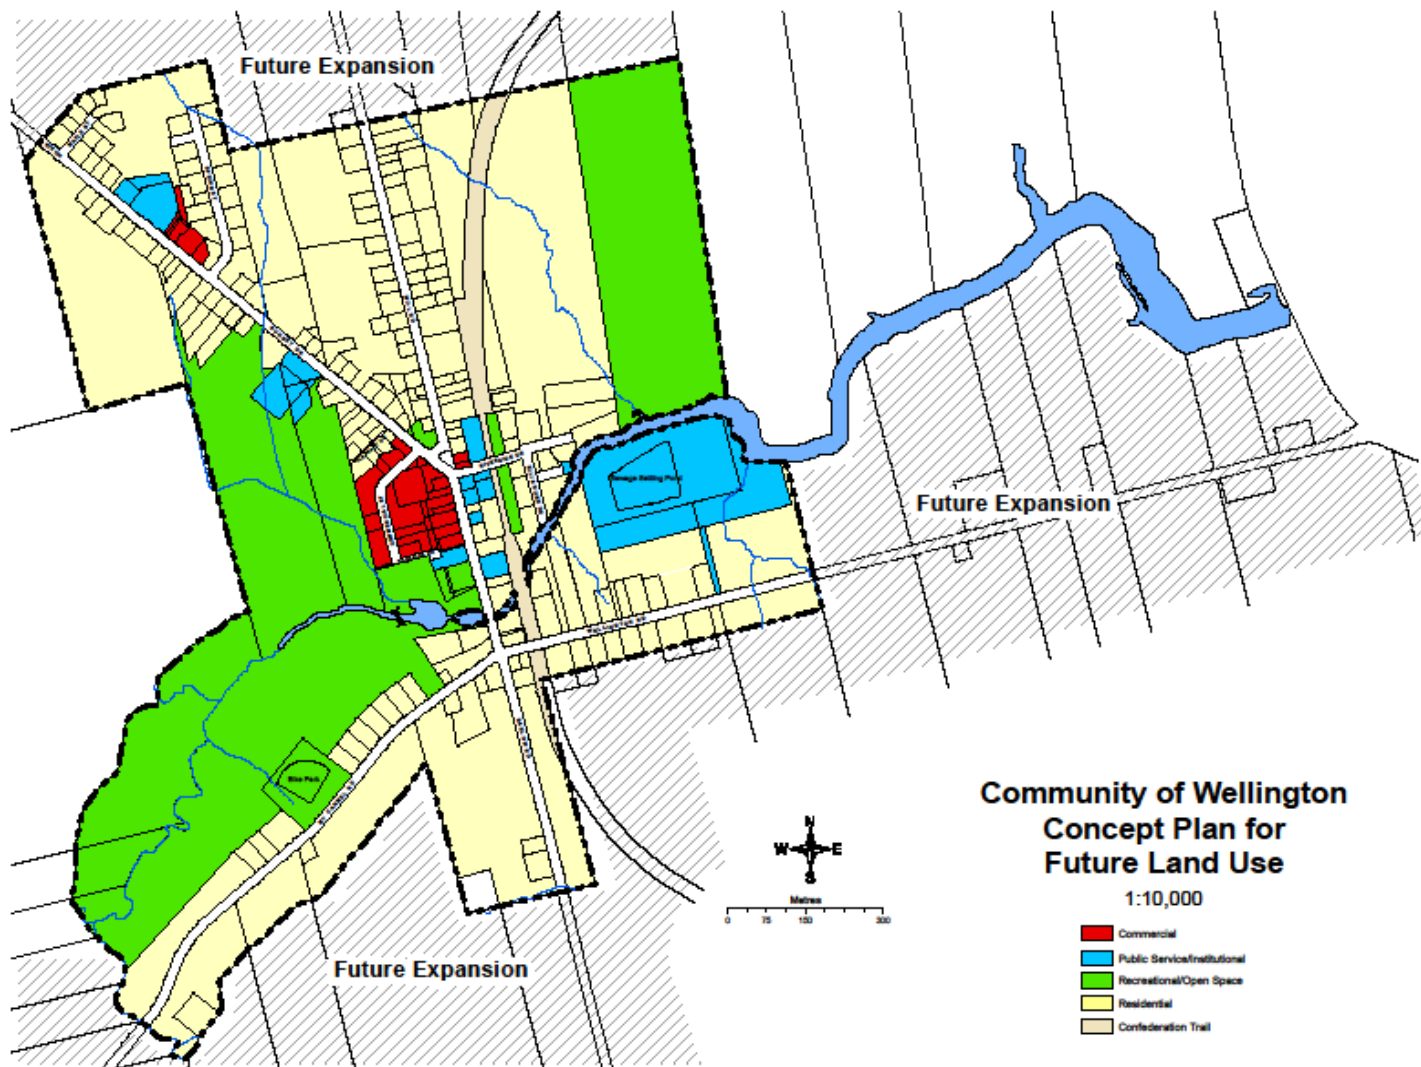 Future Expansion
Future Expansion
Future Expansion
Community of Wellington
Concept Plan for
Future Land Use
1:10,000
N
W E
S
Metres
0 75 150 300
Commercial
Public Service/Institutional
Recreational/Open Space
Residential
Confederation Trail